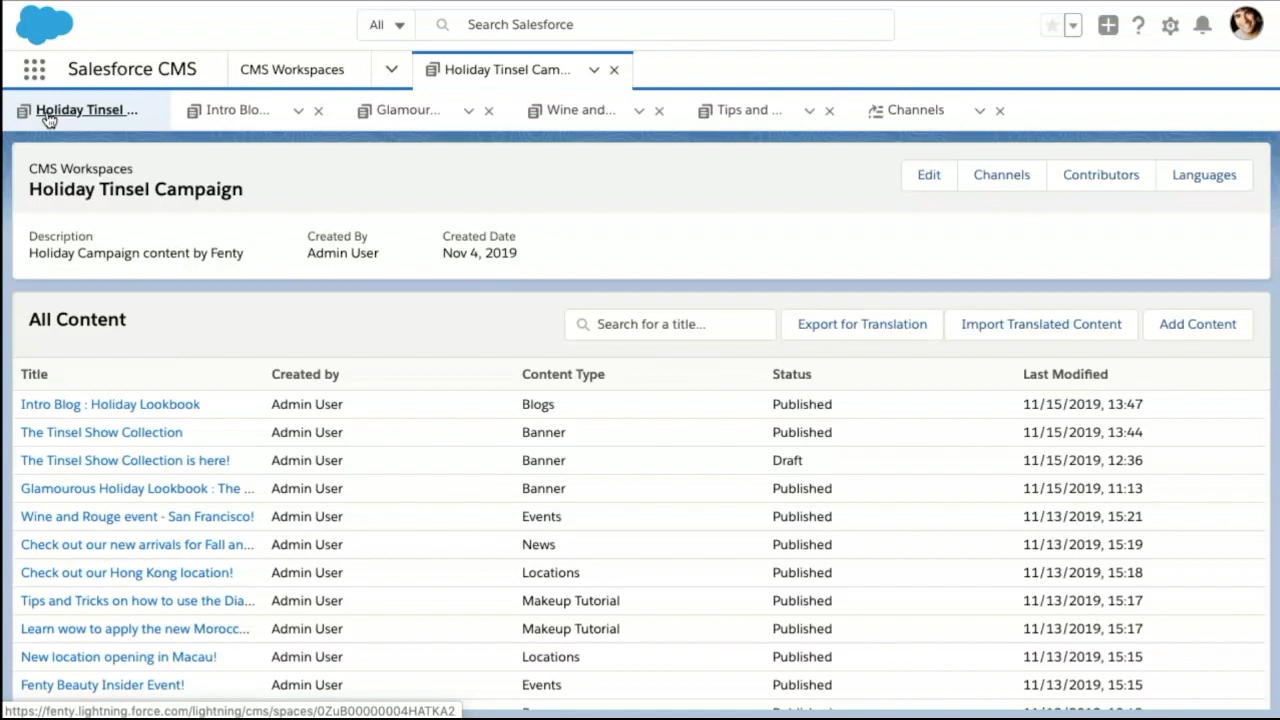 All
Search Salesforce
Salesforce CMS
CMS Workspaces
Holiday Tinsel Cam...
Holiday Tinsel ...
Intro Blo...
Glamour...
Wine and...
Tips and ...
Channels
CMS Workspaces
Holiday Tinsel Campaign
Edit Channels Contributors Languages
Description Created By Created Date
Holiday Campaign content by Fenty Admin User Nov 4, 2019
All Content
Search for a title...
Export for Translation
Import Translated Content
Add Content
Title Created by Content Type Status Last Modified
Intro Blog : Holiday Lookbook Admin User Blogs Published 11/15/2019, 13:47
The Tinsel Show Collection Admin User Banner Published 11/15/2019, 13:44
The Tinsel Show Collection is here! Admin User Banner Draft 11/15/2019, 12:36
Glamourous Holiday Lookbook : The ... Admin User Banner Published 11/15/2019, 11:13
Wine and Rouge event - San Francisco! Admin User Events Published 11/13/2019, 15:21
Check out our new arrivals for Fall an... Admin User News Published 11/13/2019, 15:19
Check out our Hong Kong location! Admin User Locations Published 11/13/2019, 15:18
Tips and Tricks on how to use the Dia... Admin User Makeup Tutorial Published 11/13/2019, 15:17
Learn wow to apply the new Morocc... Admin User Makeup Tutorial Published 11/13/2019, 15:17
New location opening in Macau! Admin User Locations Published 11/13/2019, 15:15
Fenty Beauty Insider Event! Admin User Events Published 11/13/2019, 15:15
https://fenty.lightning.force.com/lightning/cms/spaces/0ZuB00000004HATKA2